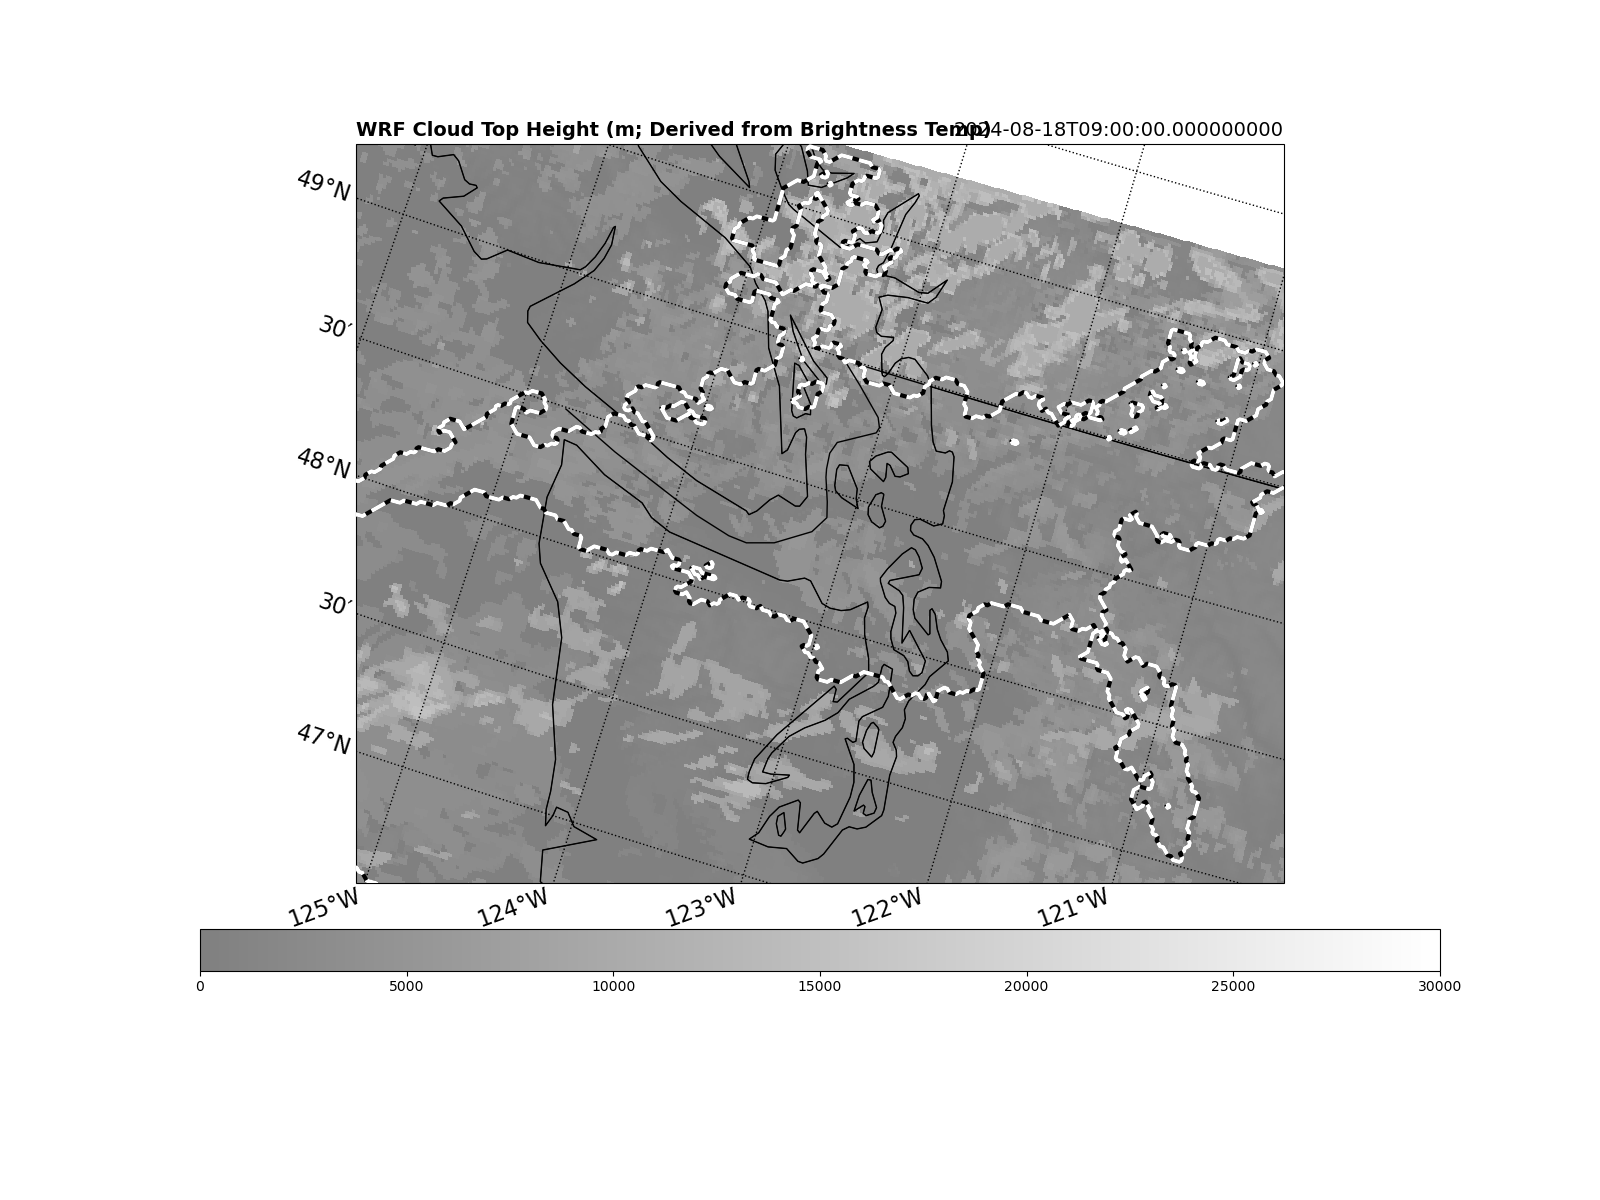 WRF Cloud Top Height (m; Derived from Brightness Temp) 2024-08-18T09:00:00.000000000
49°N
30′
48°N
30′
47°N
125°W 124°W 123°W 122°W 121°W
0 5000 10000 15000 20000 25000 30000